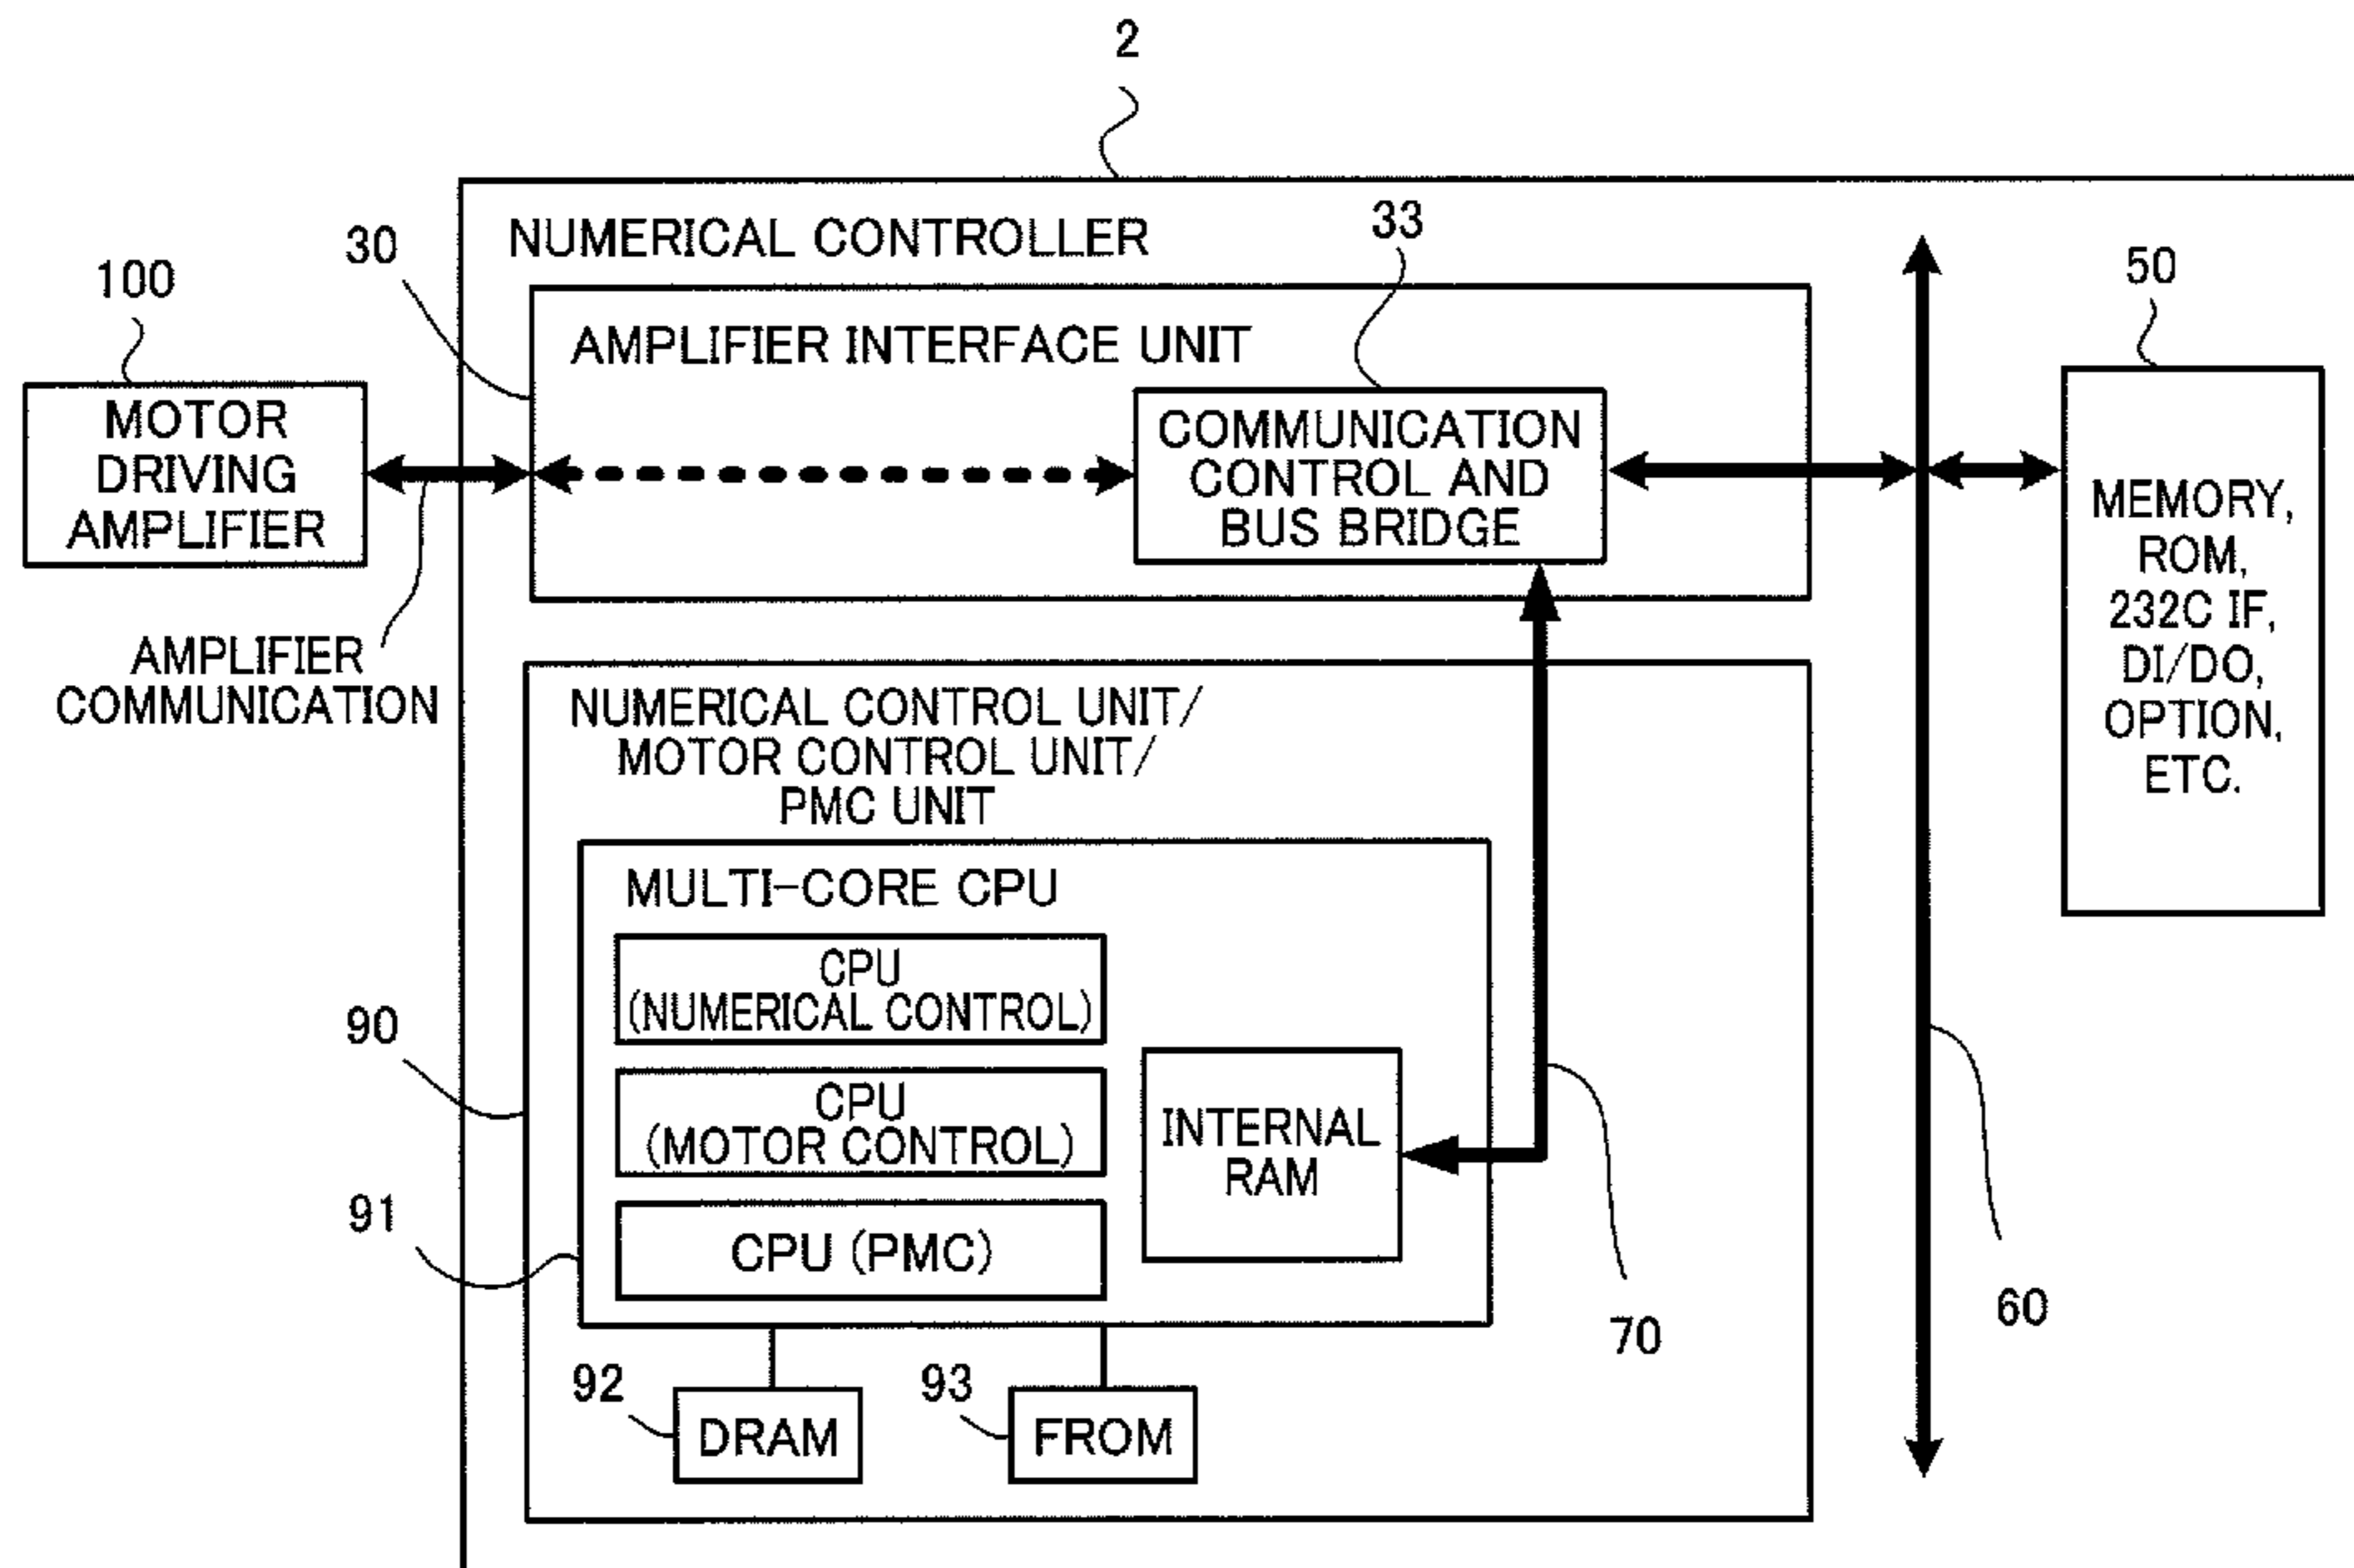 2
NUMERICAL CONTROLLER
33
30
100
50
AMPLIFIER INTERFACE UNIT
MOTOR
DRIVING
AMPLIFIER
COMMUNICATION
CONTROL AND
BUS BRIDGE
MEMORY,
ROM,
232C IF,
DI/DO,
OPTION,
ETC.
AMPLIFIER
COMMUNICATION
NUMERICAL CONTROL UNIT/
MOTOR CONTROL UNIT/
PMC UNIT
MULTI-CORE CPU
CPU
(NUMERICAL CONTROL)
90
CPU
(MOTOR CONTROL)
INTERNAL
RAM
91
CPU (PMC)
70
60
92
DRAM
93
FROM